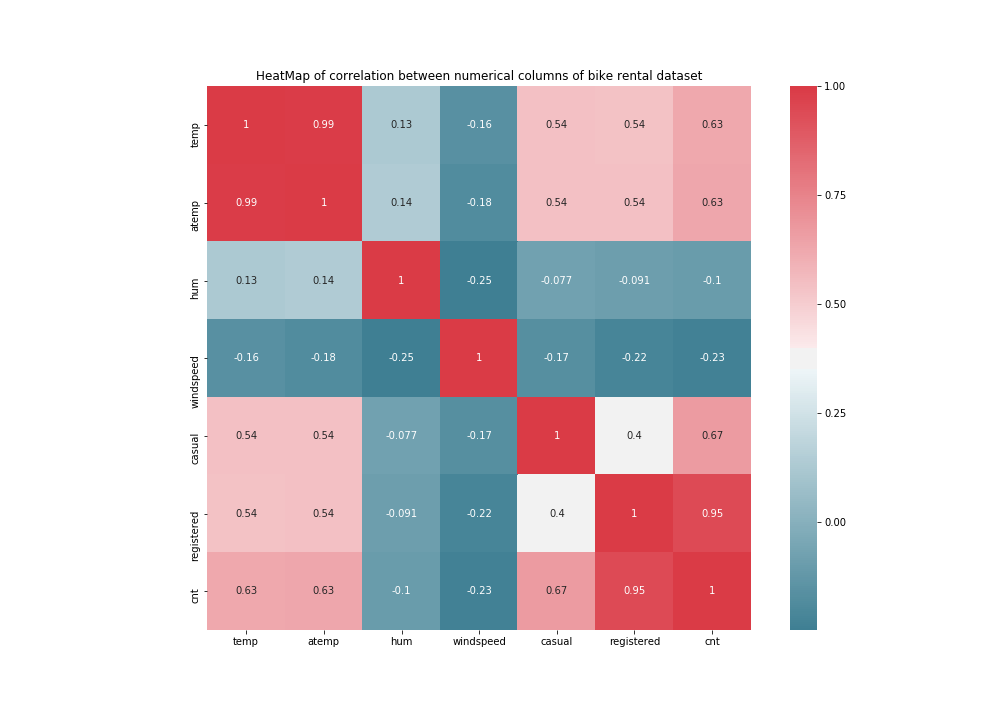 HeatMap of correlation between numerical columns of bike rental dataset
temp 1 0.99 0.13 -0.16 0.54 0.54 0.63
atemp 0.99 1 0.14 -0.18 0.54 0.54 0.63
hum 0.13 0.14 1 -0.25 -0.077 -0.091 -0.1
windspeed -0.16 -0.18 -0.25 1 -0.17 -0.22 -0.23
casual 0.54 0.54 -0.077 -0.17 1 0.4 0.67
registered 0.54 0.54 -0.091 -0.22 0.4 1 0.95
cnt 0.63 0.63 -0.1 -0.23 0.67 0.95 1
temp atemp hum windspeed casual registered cnt
1.00
0.75
0.50
0.25
0.00